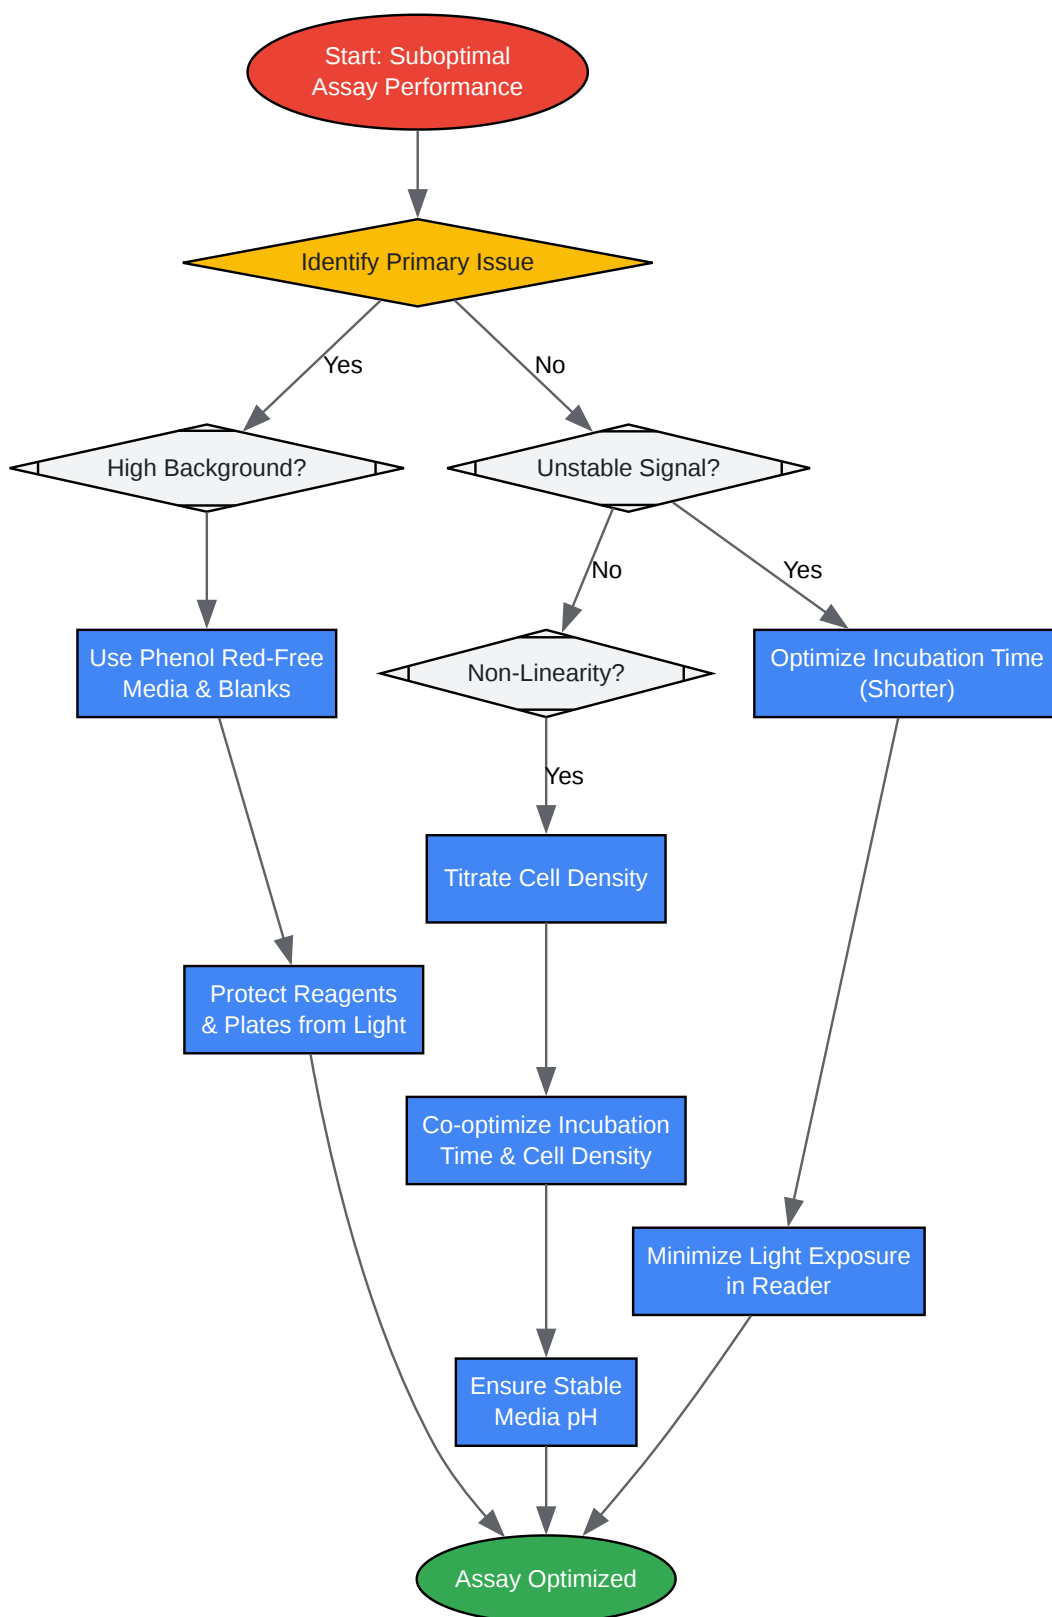 Start: Suboptimal
Assay Performance
Identify Primary Issue
Yes
No
High Background?
Unstable Signal?
No
Yes
Use Phenol Red-Free
Media & Blanks
Non-Linearity?
Optimize Incubation Time
(Shorter)
Yes
Titrate Cell Density
Protect Reagents
& Plates from Light
Co-optimize Incubation
Time & Cell Density
Minimize Light Exposure
in Reader
Ensure Stable
Media pH
Assay Optimized